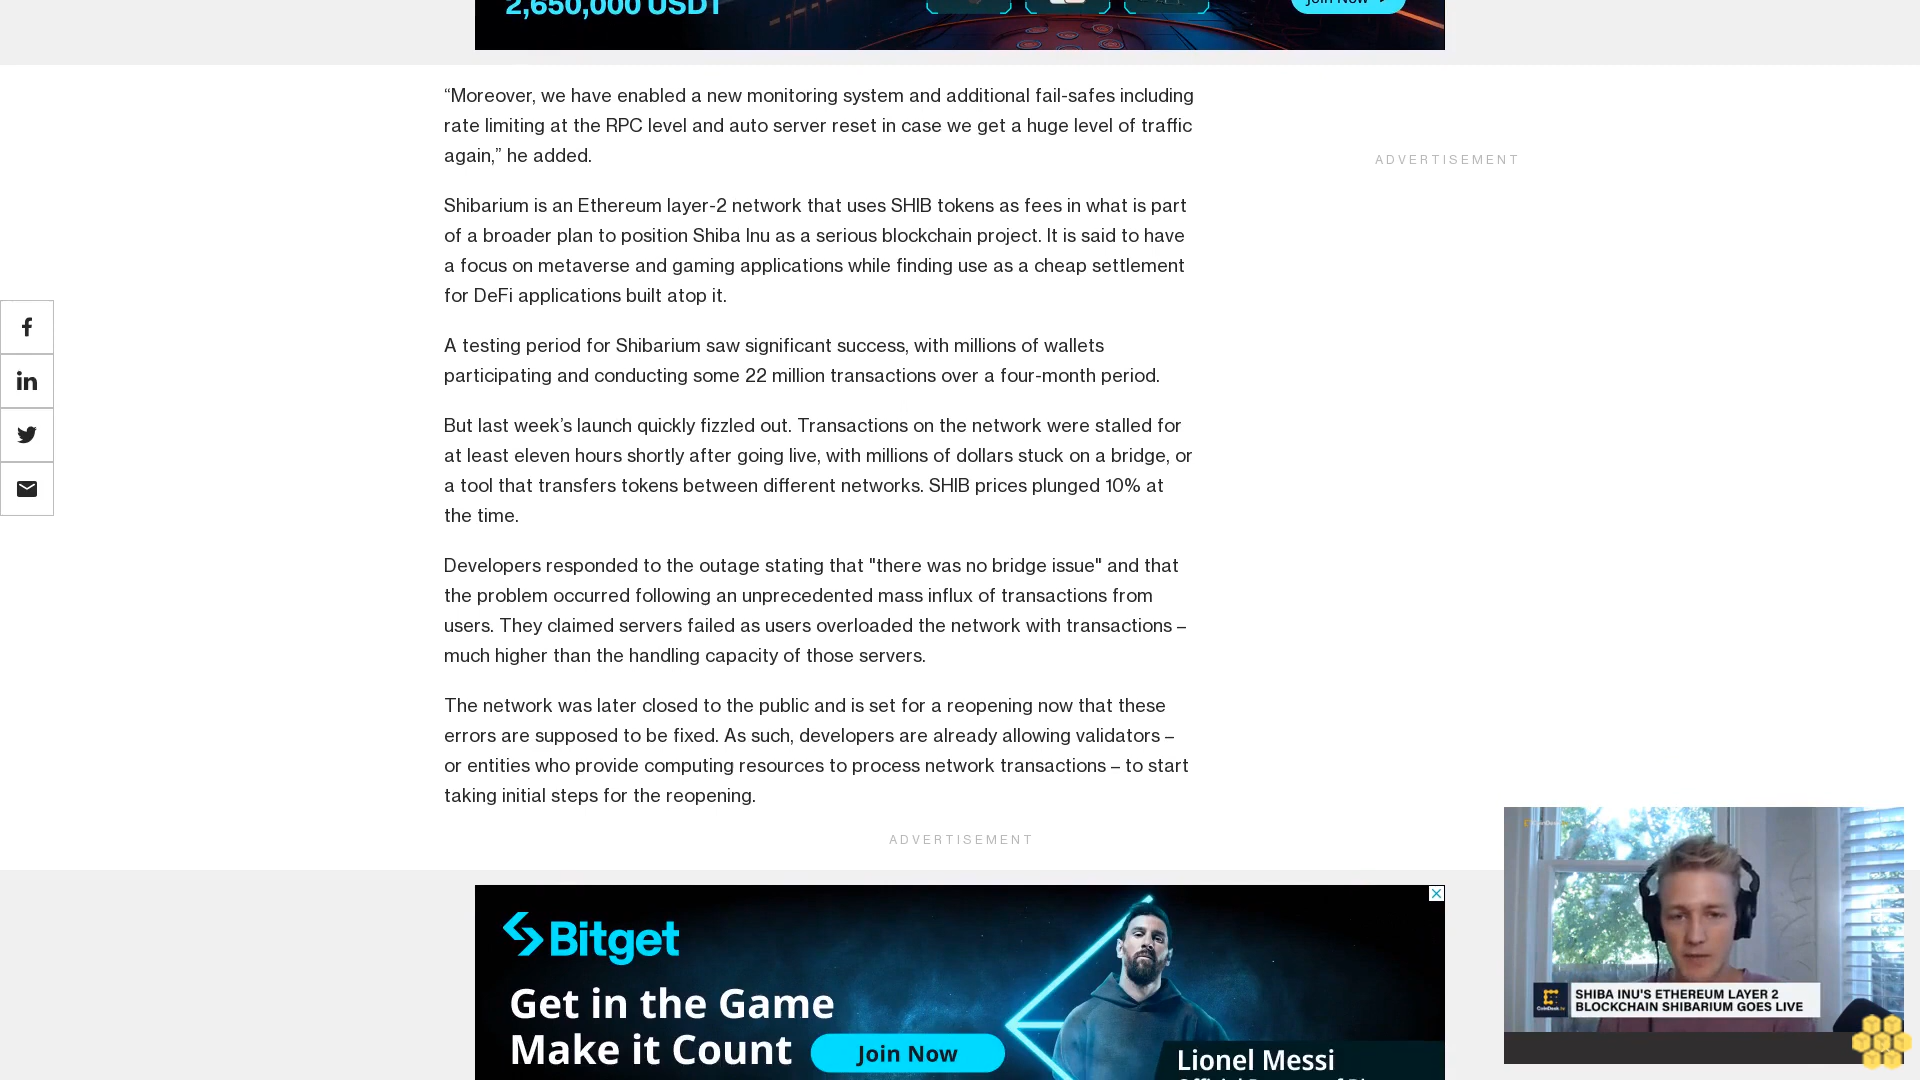 2,650,000 USDT
Join Now
“Moreover, we have enabled a new monitoring system and additional fail-safes including
rate limiting at the RPC level and auto server reset in case we get a huge level of traffic
again,” he added.
ADVERTISEMENT
Shibarium is an Ethereum layer-2 network that uses SHIB tokens as fees in what is part
of a broader plan to position Shiba Inu as a serious blockchain project. It is said to have
a focus on metaverse and gaming applications while finding use as a cheap settlement
for DeFi applications built atop it.
A testing period for Shibarium saw significant success, with millions of wallets
participating and conducting some 22 million transactions over a four-month period.
But last week’s launch quickly fizzled out. Transactions on the network were stalled for
at least eleven hours shortly after going live, with millions of dollars stuck on a bridge, or
a tool that transfers tokens between different networks. SHIB prices plunged 10% at
the time.
Developers responded to the outage stating that "there was no bridge issue" and that
the problem occurred following an unprecedented mass influx of transactions from
users. They claimed servers failed as users overloaded the network with transactions –
much higher than the handling capacity of those servers.
The network was later closed to the public and is set for a reopening now that these
errors are supposed to be fixed. As such, developers are already allowing validators –
or entities who provide computing resources to process network transactions – to start
taking initial steps for the reopening.
ADVERTISEMENT
Bitget
Get in the Game
Make it Count
Join Now
Lionel Messi
SHIBA INU'S ETHEREUM LAYER 2
BLOCKCHAIN SHIBARIUM GOES LIVE